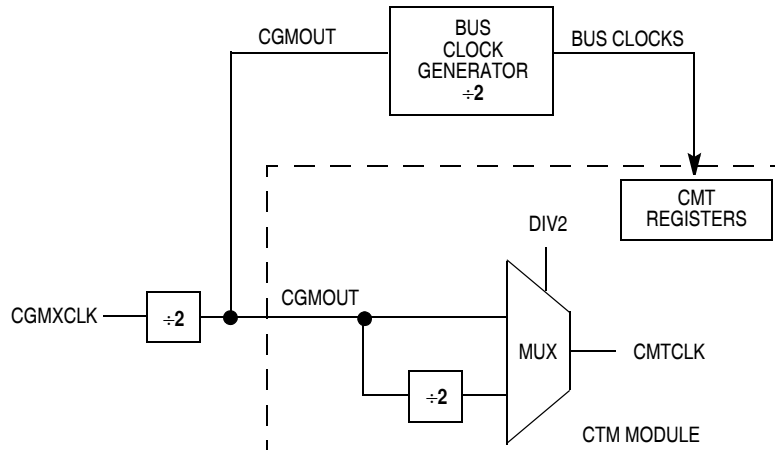 CGMOUT
BUS
CLOCK
GENERATOR
÷2
BUS CLOCKS
CMT
REGISTERS
DIV2
CGMXCLK
÷2
CGMOUT
MUX
CMTCLK
÷2
CTM MODULE